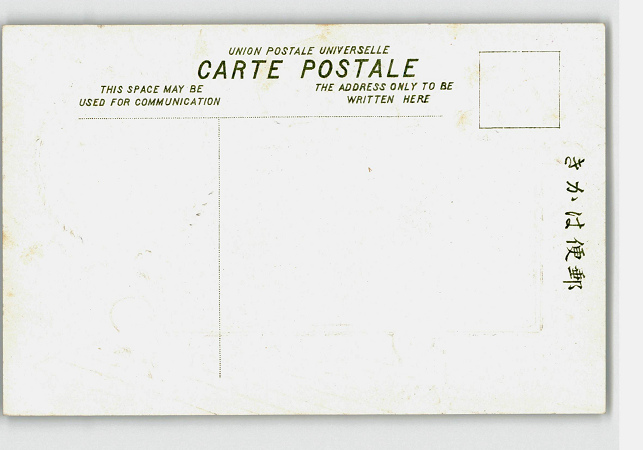 UNION POSTALE UNIVERSELLE
CARTE POSTALE
THIS SPACE MAY BE
USED FOR COMMUNICATION
THE ADDRESS ONLY TO BE
WRITTEN HERE
きかは便郵